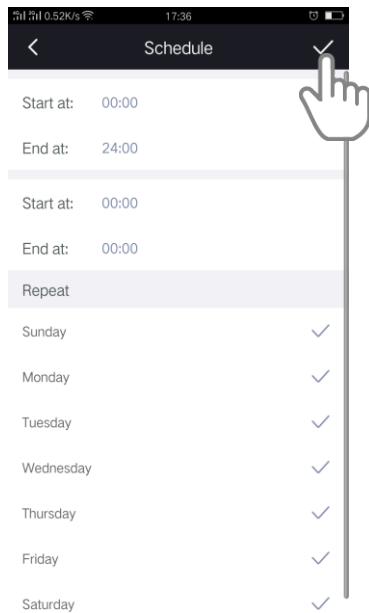 0.52K/s 17:36
Schedule
Start at: 00:00
End at: 24:00
Start at: 00:00
End at: 00:00
Repeat
Sunday
Monday
Tuesday
Wednesday
Thursday
Friday
Saturday